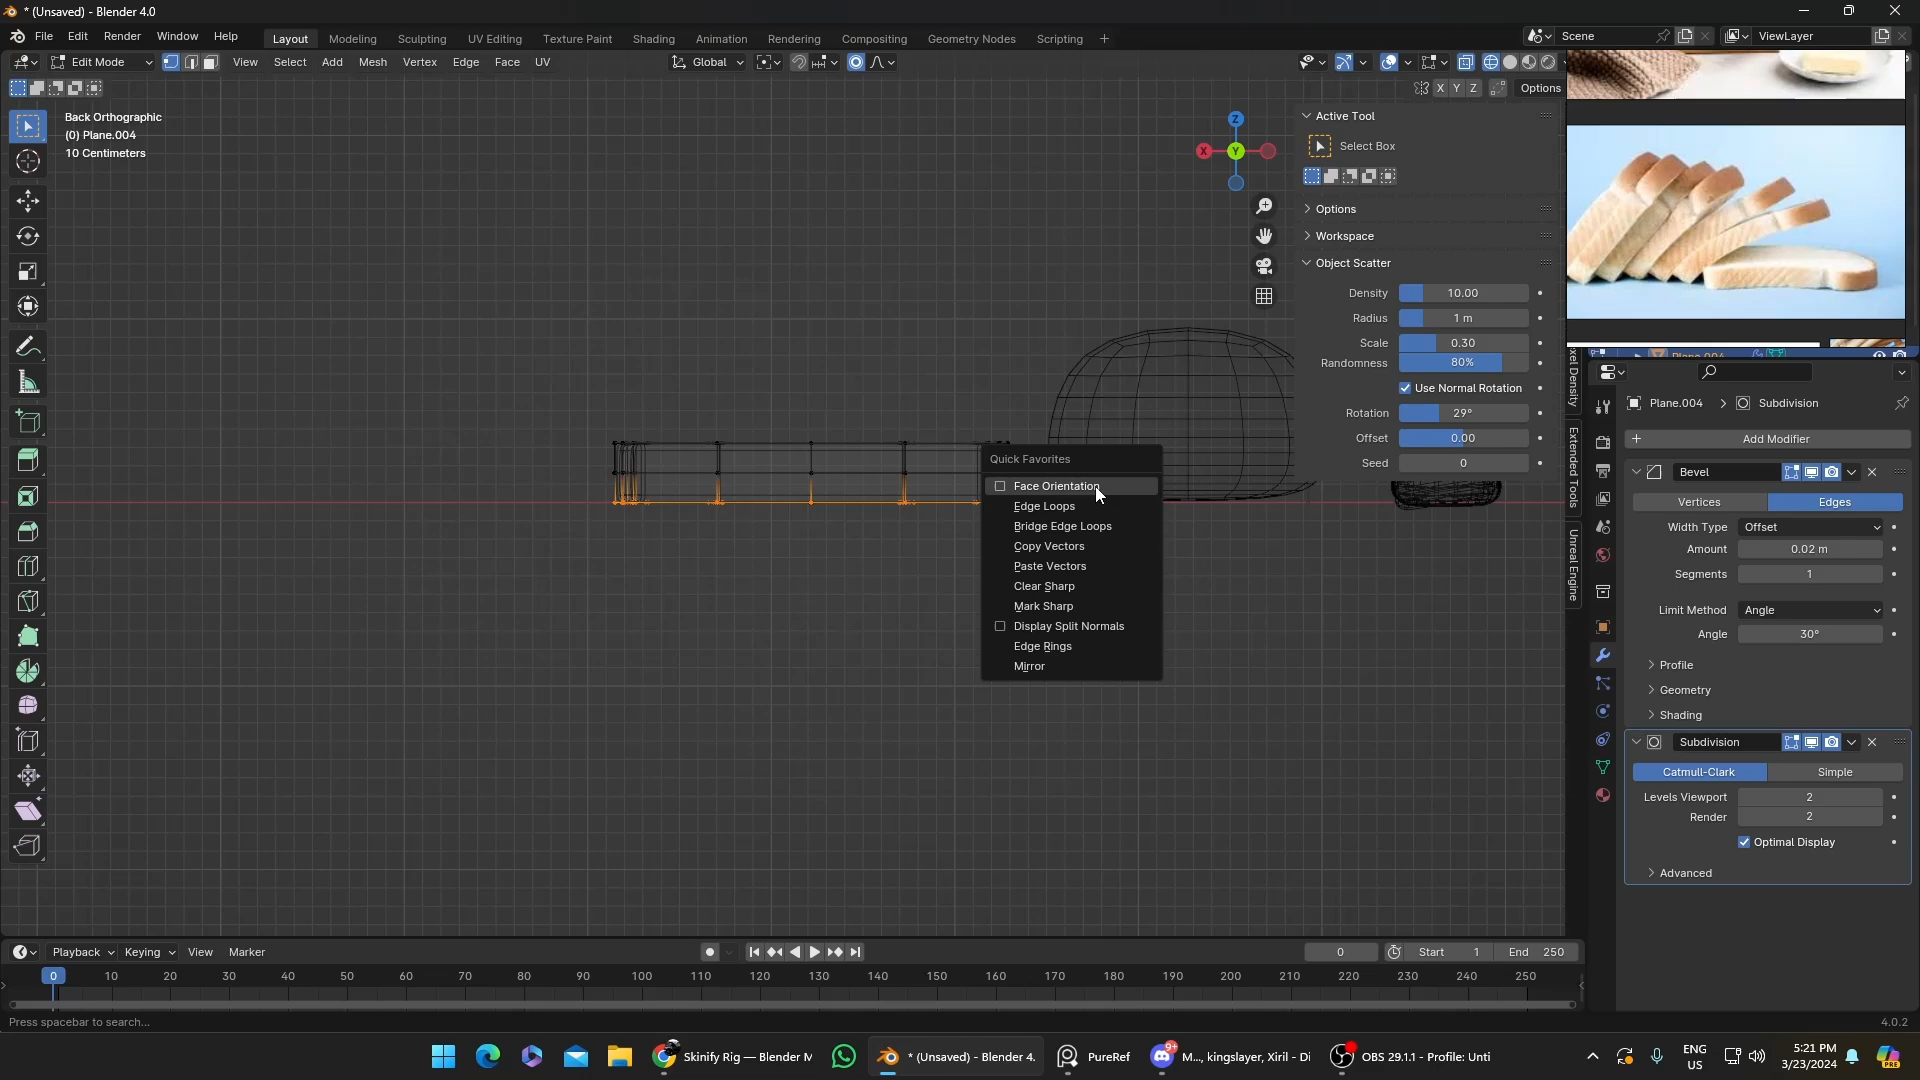 * (Unsaved) - Blender 4.0
File Edit Render Window Help
Layout Modeling Sculpting UV Editing Texture Paint Shading Animation Rendering Compositing Geometry Nodes Scripting +
Scene
ViewLayer
Edit Mode
View Select Add Mesh Vertex Edge Face UV
Global
X Y Z
Options
Back Orthographic
(0) Plane.004
10 Centimeters
Z
X
Y
Active Tool
Select Box
Options
Workspace
Object Scatter
Density 10.00
Radius 1 m
Scale 0.30
Randomness 80%
Use Normal Rotation
Rotation 29°
Offset 0.00
Seed 0
Extended Tools
Unreal Engine
Quick Favorites
Face Orientation
Edge Loops
Bridge Edge Loops
Copy Vectors
Paste Vectors
Clear Sharp
Mark Sharp
Display Split Normals
Edge Rings
Mirror
Plane.004
Plane.004 > Subdivision
+ Add Modifier
Bevel
Vertices Edges
Width Type Offset
Amount 0.02 m
Segments 1
Limit Method Angle
Angle 30°
Profile
Geometry
Shading
Subdivision
Catmull-Clark Simple
Levels Viewport 2
Render 2
Optimal Display
Advanced
Playback Keying View Marker
0
Start 1 End 250
0 10 20 30 40 50 60 70 80 90 100 110 120 130 140 150 160 170 180 190 200 210 220 230 240 250
Press spacebar to search...
4.0.2
Skinify Rig — Blender M
* (Unsaved) - Blender 4.
PureRef
9+
M..., kingslayer, Xiril - Di
OBS 29.1.1 - Profile: Unti
ENG
US
5:21 PM
3/23/2024
PRE